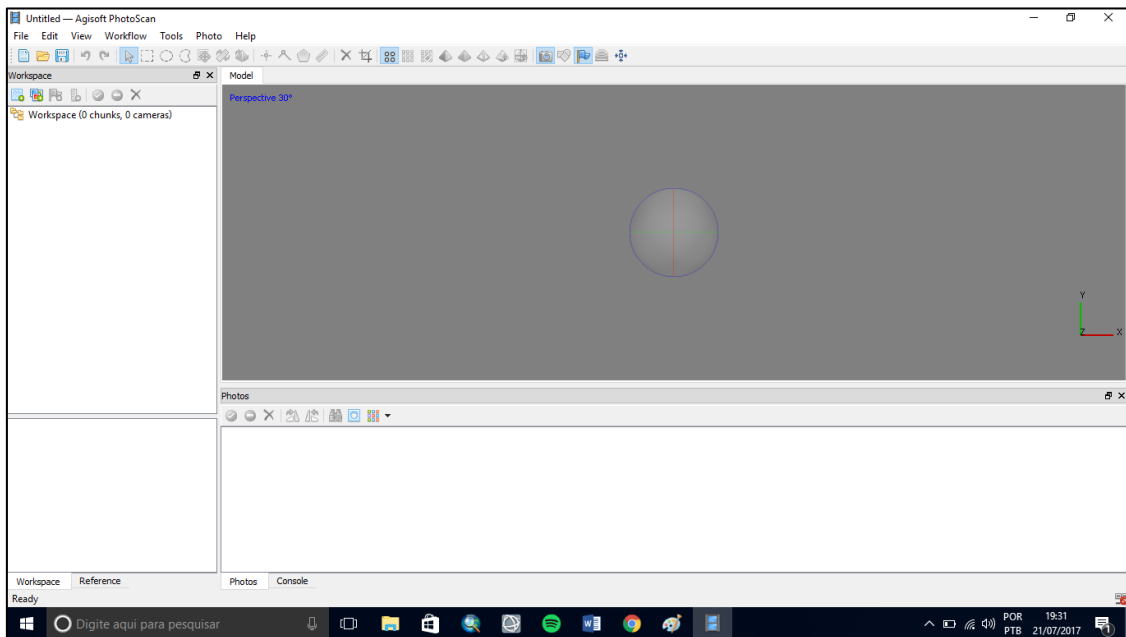 Untitled — Agisoft PhotoScan
File Edit View Workflow Tools Photo Help
Workspace
Model
Workspace (0 chunks, 0 cameras)
Perspective 30°
Y
Z X
Photos
Workspace Reference
Photos Console
Ready
Digite aqui para pesquisar
POR 19:31
PTB 21/07/2017
1